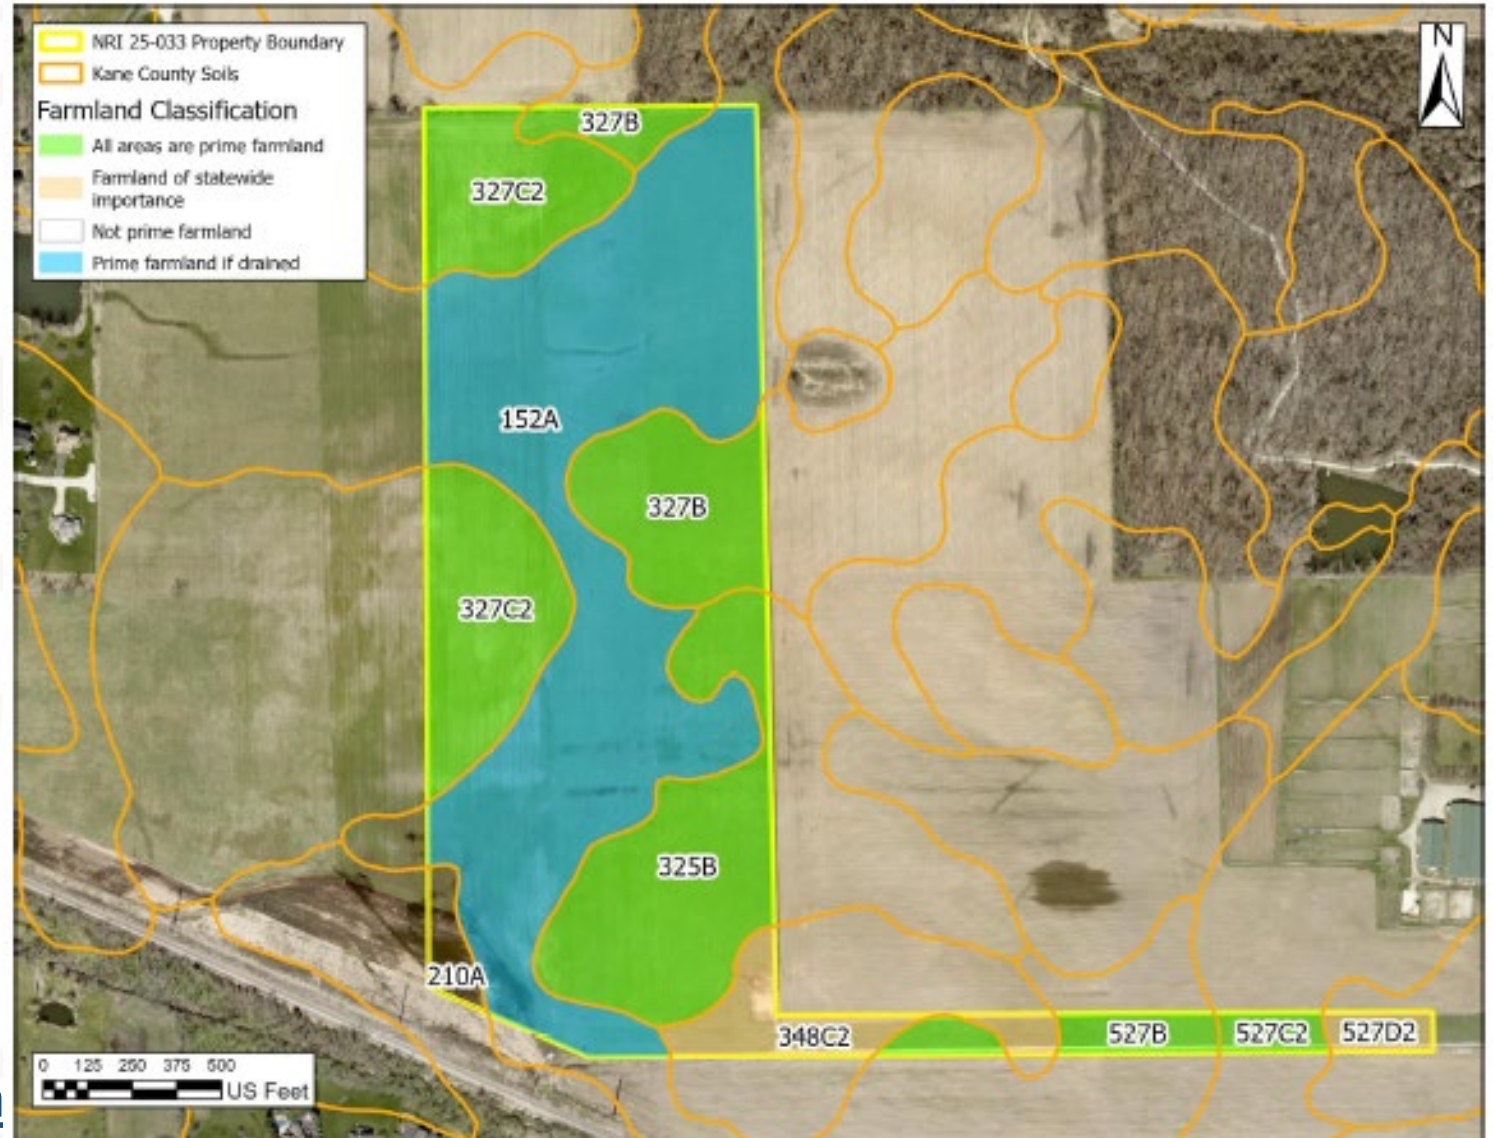 NRI 25-033 Property Boundary
Kane County Soils
Farmland Classification
All areas are prime farmland
Farmland of statewide
importance
Not prime farmland
Prime farmland if drained
N
327B
327C2
152A
327B
327C2
325B
210A
348C2
527B
527C2
527D2
0 125 250 375 500
US Feet